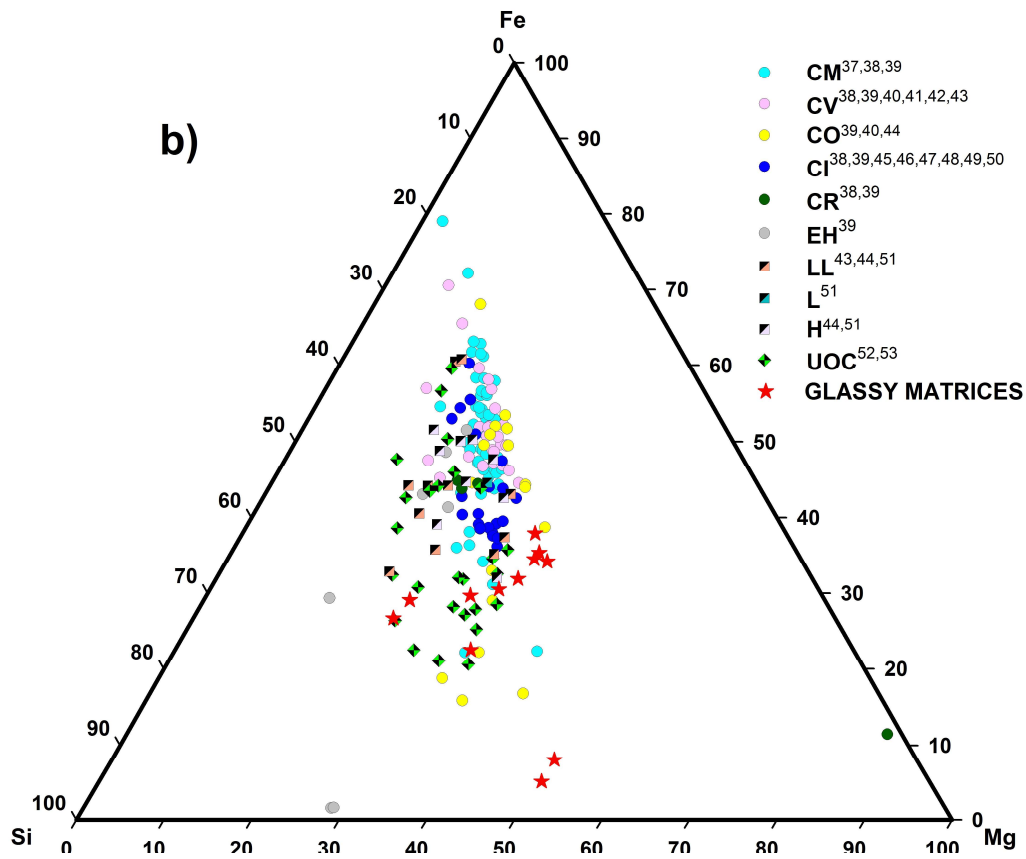 Fe
0
100
b)
10
90
20
80
30
70
40
60
50
50
60
40
70
30
80
20
90
10
100
0
Si
Mg
0 10 20 30 40 50 60 70 80 90 100
CM37,38,39
CV38,39,40,41,42,43
CO39,40,44
CI38,39,45,46,47,48,49,50
CR38,39
EH39
LL43,44,51
L51
H44,51
UOC52,53
GLASSY MATRICES